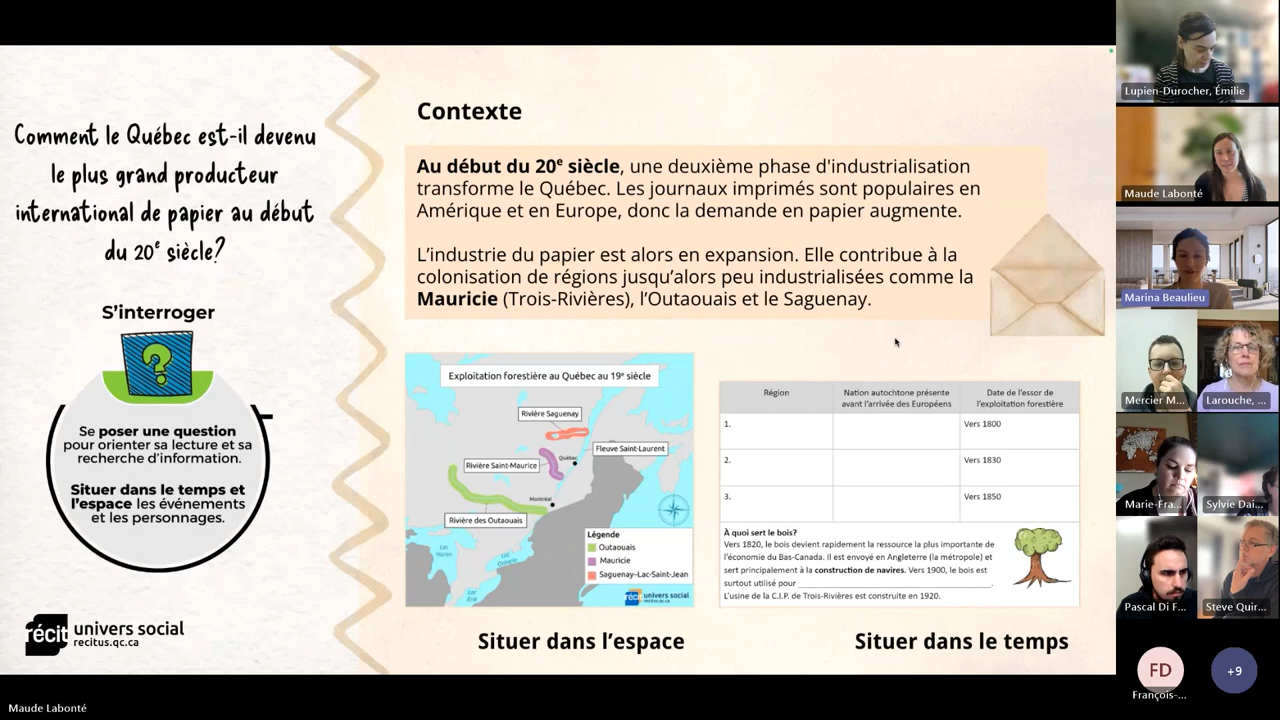 Comment le Québec est-il devenu
le plus grand producteur
international de papier au début
du 20e siècle?
S'interroger
Se poser une question
pour orienter sa lecture et sa
recherche d'information.
Situer dans le temps et
l'espace les événements
et les personnages.
récit univers social
recitus.qc.ca
Contexte
Au début du 20e siècle, une deuxième phase d'industrialisation
transforme le Québec. Les journaux imprimés sont populaires en
Amérique et en Europe, donc la demande en papier augmente.
L'industrie du papier est alors en expansion. Elle contribue à la
colonisation de régions jusqu'alors peu industrialisées comme la
Mauricie (Trois-Rivières), l'Outaouais et le Saguenay.
Exploitation forestière au Québec au 19e siècle
Rivière Saguenay
Fleuve Saint-Laurent
Québec
Rivière Saint-Maurice
Montréal
Rivière des Outaouais
Lac
Huron
Lac
Ontario
Lac
Érié
Légende
Outaouais
Mauricie
Saguenay–Lac-Saint-Jean
récit univers social
Situer dans l'espace
Région
Nation autochtone présente
avant l'arrivée des Européens
Date de l'essor de
l'exploitation forestière
1.
Vers 1800
2.
Vers 1830
3.
Vers 1850
À quoi sert le bois?
Vers 1820, le bois devient rapidement la ressource la plus importante de
l'économie du Bas-Canada. Il est envoyé en Angleterre (la métropole) et
sert principalement à la construction de navires. Vers 1900, le bois est
surtout utilisé pour ______.
L'usine de la C.I.P. de Trois-Rivières est construite en 1920.
Situer dans le temps
Lupien-Durocher, Émilie
Maude Labonté
Marina Beaulieu
Mercier M...
Larouche, ...
Marie-Fra...
Sylvie Dai...
Pascal Di F...
Steve Quir...
FD
+9
François-...
Maude Labonté